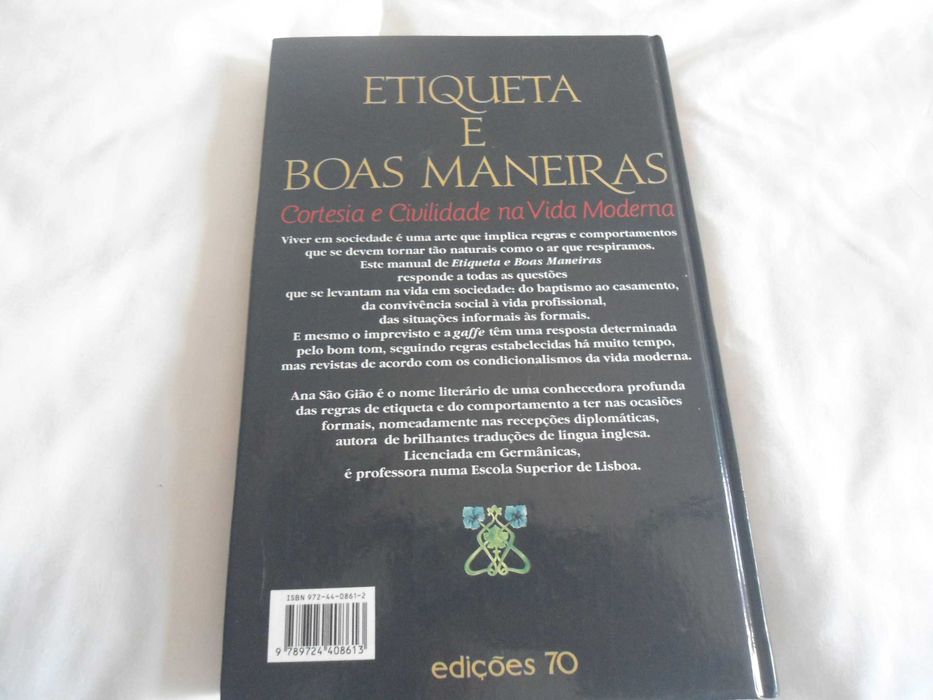 ETIQUETA
E
BOAS MANEIRAS
Cortesia e Civilidade na Vida Moderna
Viver em sociedade é uma arte que implica regras e comportamentos
que se devem tornar tão naturais como o ar que respiramos.
Este manual de Etiqueta e Boas Maneiras
responde a todas as questões
que se levantam na vida em sociedade: do baptismo ao casamento,
da convivência social à vida profissional,
das situações informais às formais.
E mesmo o imprevisto e a gaffe têm uma resposta determinada
pelo bom tom, seguindo regras estabelecidas há muito tempo,
mas revistas de acordo com os condicionalismos da vida moderna.
Ana São Gião é o nome literário de uma conhecedora profunda
das regras de etiqueta e do comportamento a ter nas ocasiões
formais, nomeadamente nas recepções diplomáticas,
autora de brilhantes traduções de língua inglesa.
Licenciada em Germânicas,
é professora numa Escola Superior de Lisboa.
ISBN 972-44-0861-2
9 789724 408613
edições 70